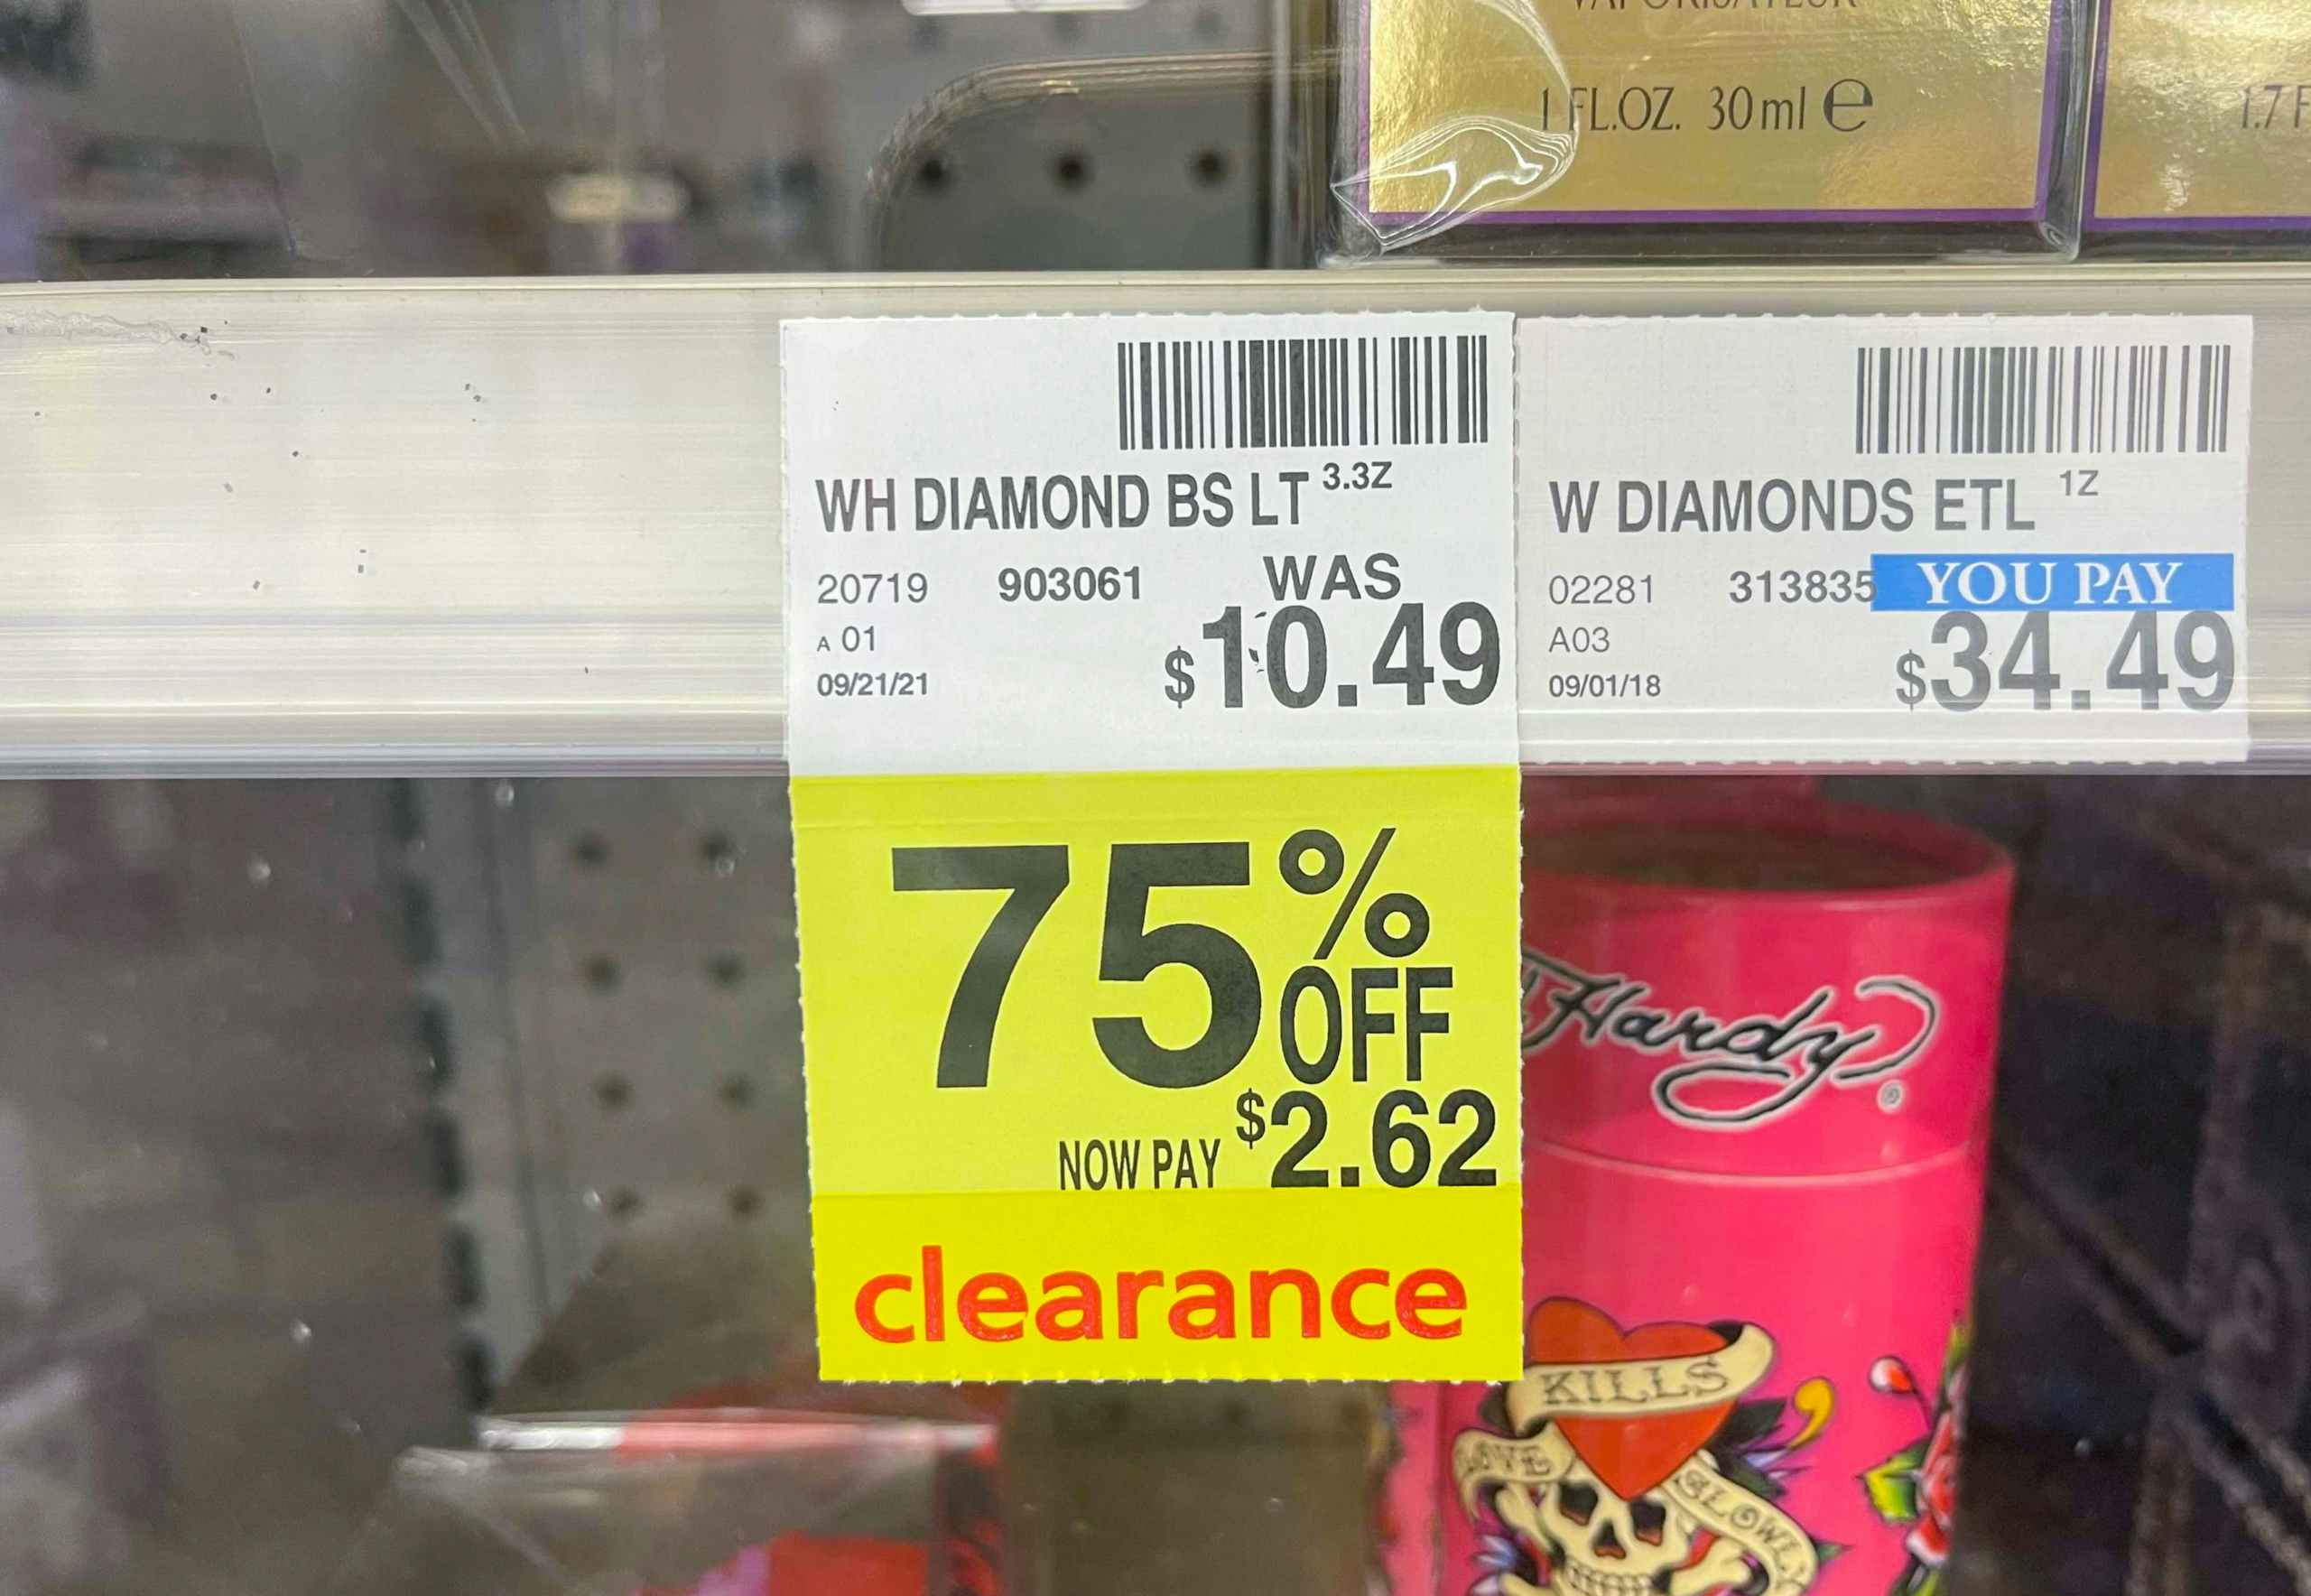 1 FL.OZ. 30ml e
WH DIAMOND BS LT 3.3Z
20719 903061 WAS
A 01
$10.49
09/21/21
75% OFF
NOW PAY $2.62
clearance
W DIAMONDS ETL 1Z
02281 313835 YOU PAY
A03
$34.49
09/01/18
Hardy
®
KILLS
LOVE
SLOWLY